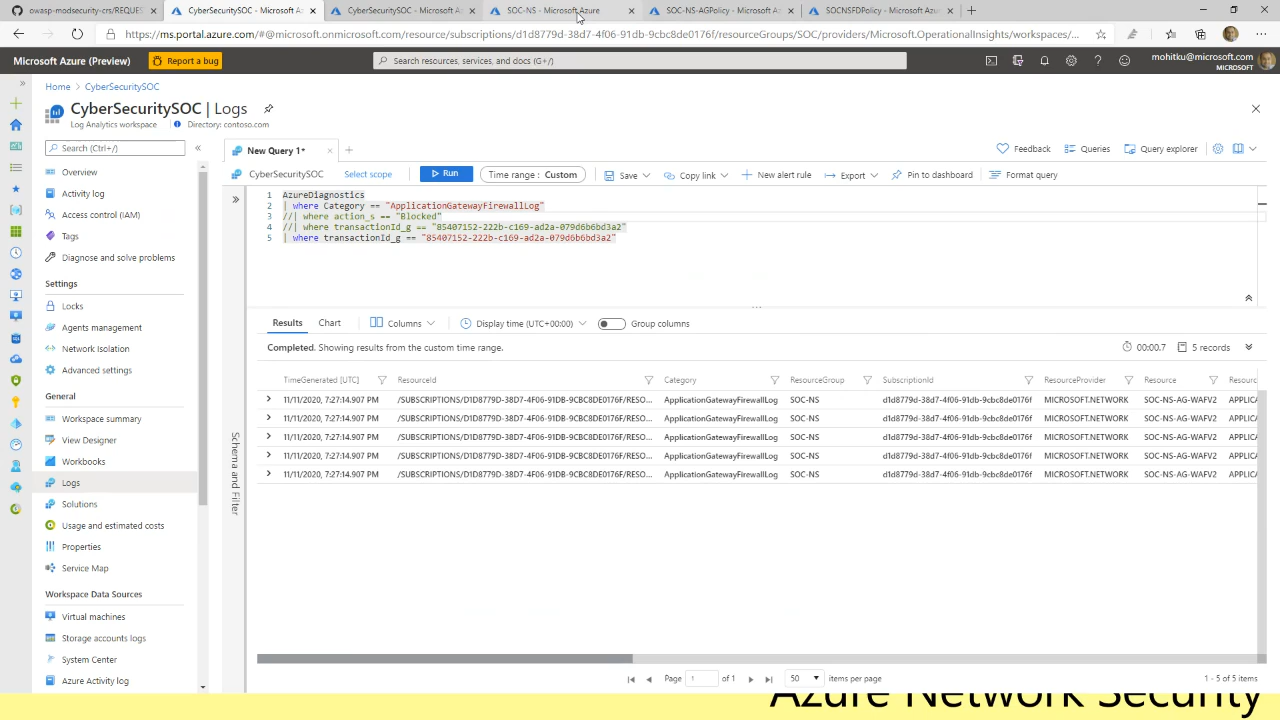 owasp-modsecurity-crs/REQUES
CyberSecuritySOC - Microsoft Az
CyberSecuritySOC - Microsoft Az
SOC-NS - Microsoft Azure
SOC-NS-AGPolicy - Microsoft Az
SOCNSFDPolicy - Microsoft Azure
https://ms.portal.azure.com/#@microsoft.onmicrosoft.com/resource/subscriptions/d1d8779d-38d7-4f06-91db-9cbc8de0176f/resourceGroups/SOC/providers/Microsoft.OperationalInsights/workspaces/...
Microsoft Azure (Preview)
Report a bug
Search resources, services, and docs (G+/)
mohitku@microsoft.com
MICROSOFT
Home > CyberSecuritySOC
CyberSecuritySOC | Logs
Log Analytics workspace
Directory: contoso.com
Search (Ctrl+/)
Overview
Activity log
Access control (IAM)
Tags
Diagnose and solve problems
Settings
Locks
Agents management
Network Isolation
Advanced settings
General
Workspace summary
View Designer
Workbooks
Logs
Solutions
Usage and estimated costs
Properties
Service Map
Workspace Data Sources
Virtual machines
Storage accounts logs
System Center
Azure Activity log
New Query 1*
Feedback
Queries
Query explorer
CyberSecuritySOC
Select scope
Run
Time range : Custom
Save
Copy link
New alert rule
Export
Pin to dashboard
Format query
1 AzureDiagnostics
2 | where Category == "ApplicationGatewayFirewallLog"
3 //| where action_s == "Blocked"
4 //| where transactionId_g == "85407152-222b-c169-ad2a-079d6b6bd3a2"
5 | where transactionId_g == "85407152-222b-c169-ad2a-079d6b6bd3a2"
Schema and Filter
Results
Chart
Columns
Display time (UTC+00:00)
Group columns
Completed. Showing results from the custom time range.
00:00.7
5 records
TimeGenerated [UTC] ResourceId Category ResourceGroup SubscriptionId ResourceProvider Resource Resourc
11/11/2020, 7:27:14.907 PM /SUBSCRIPTIONS/D1D8779D-38D7-4F06-91DB-9CBC8DE0176F/RESO... ApplicationGatewayFirewallLog SOC-NS d1d8779d-38d7-4f06-91db-9cbc8de0176f MICROSOFT.NETWORK SOC-NS-AG-WAFV2 APPLICA
11/11/2020, 7:27:14.907 PM /SUBSCRIPTIONS/D1D8779D-38D7-4F06-91DB-9CBC8DE0176F/RESO... ApplicationGatewayFirewallLog SOC-NS d1d8779d-38d7-4f06-91db-9cbc8de0176f MICROSOFT.NETWORK SOC-NS-AG-WAFV2 APPLICA
11/11/2020, 7:27:14.907 PM /SUBSCRIPTIONS/D1D8779D-38D7-4F06-91DB-9CBC8DE0176F/RESO... ApplicationGatewayFirewallLog SOC-NS d1d8779d-38d7-4f06-91db-9cbc8de0176f MICROSOFT.NETWORK SOC-NS-AG-WAFV2 APPLICA
11/11/2020, 7:27:14.907 PM /SUBSCRIPTIONS/D1D8779D-38D7-4F06-91DB-9CBC8DE0176F/RESO... ApplicationGatewayFirewallLog SOC-NS d1d8779d-38d7-4f06-91db-9cbc8de0176f MICROSOFT.NETWORK SOC-NS-AG-WAFV2 APPLICA
11/11/2020, 7:27:14.907 PM /SUBSCRIPTIONS/D1D8779D-38D7-4F06-91DB-9CBC8DE0176F/RESO... ApplicationGatewayFirewallLog SOC-NS d1d8779d-38d7-4f06-91db-9cbc8de0176f MICROSOFT.NETWORK SOC-NS-AG-WAFV2 APPLICA
Page 1 of 1
50 items per page
1 - 5 of 5 items
Azure Network Security